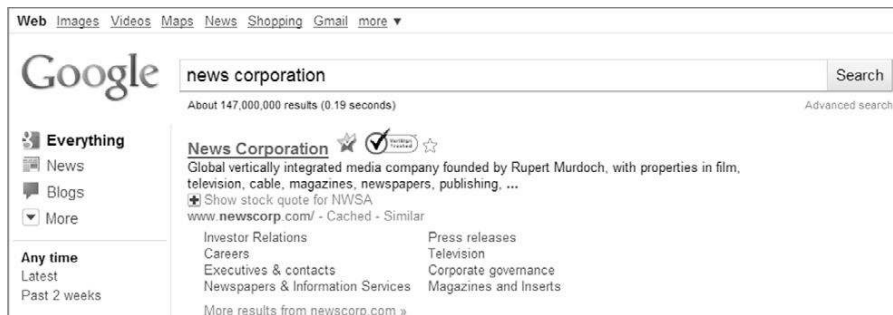 Web Images Videos Maps News Shopping Gmail more ▼
Google
news corporation
Search
About 147,000,000 results (0.19 seconds)
Advanced search
Everything
News
Blogs
More
Any time
Latest
Past 2 weeks
News Corporation
Global vertically integrated media company founded by Rupert Murdoch, with properties in film,
television, cable, magazines, newspapers, publishing, ...
Show stock quote for NWSA
www.newscorp.com/ - Cached - Similar
Investor Relations Press releases
Careers Television
Executives & contacts Corporate governance
Newspapers & Information Services Magazines and Inserts
More results from newscorp.com »